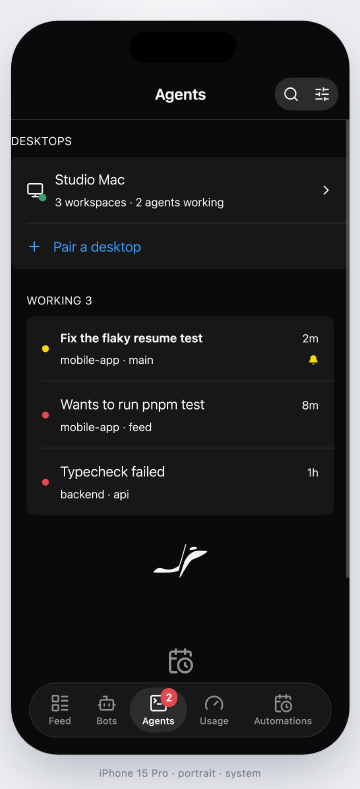 Agents
DESKTOPS
Studio Mac
3 workspaces · 2 agents working
+ Pair a desktop
WORKING 3
Fix the flaky resume test
2m
mobile-app · main
Wants to run pnpm test
8m
mobile-app · feed
Typecheck failed
1h
backend · api
2
Feed
Bots
Agents
Usage
Automations
iPhone 15 Pro · portrait · system